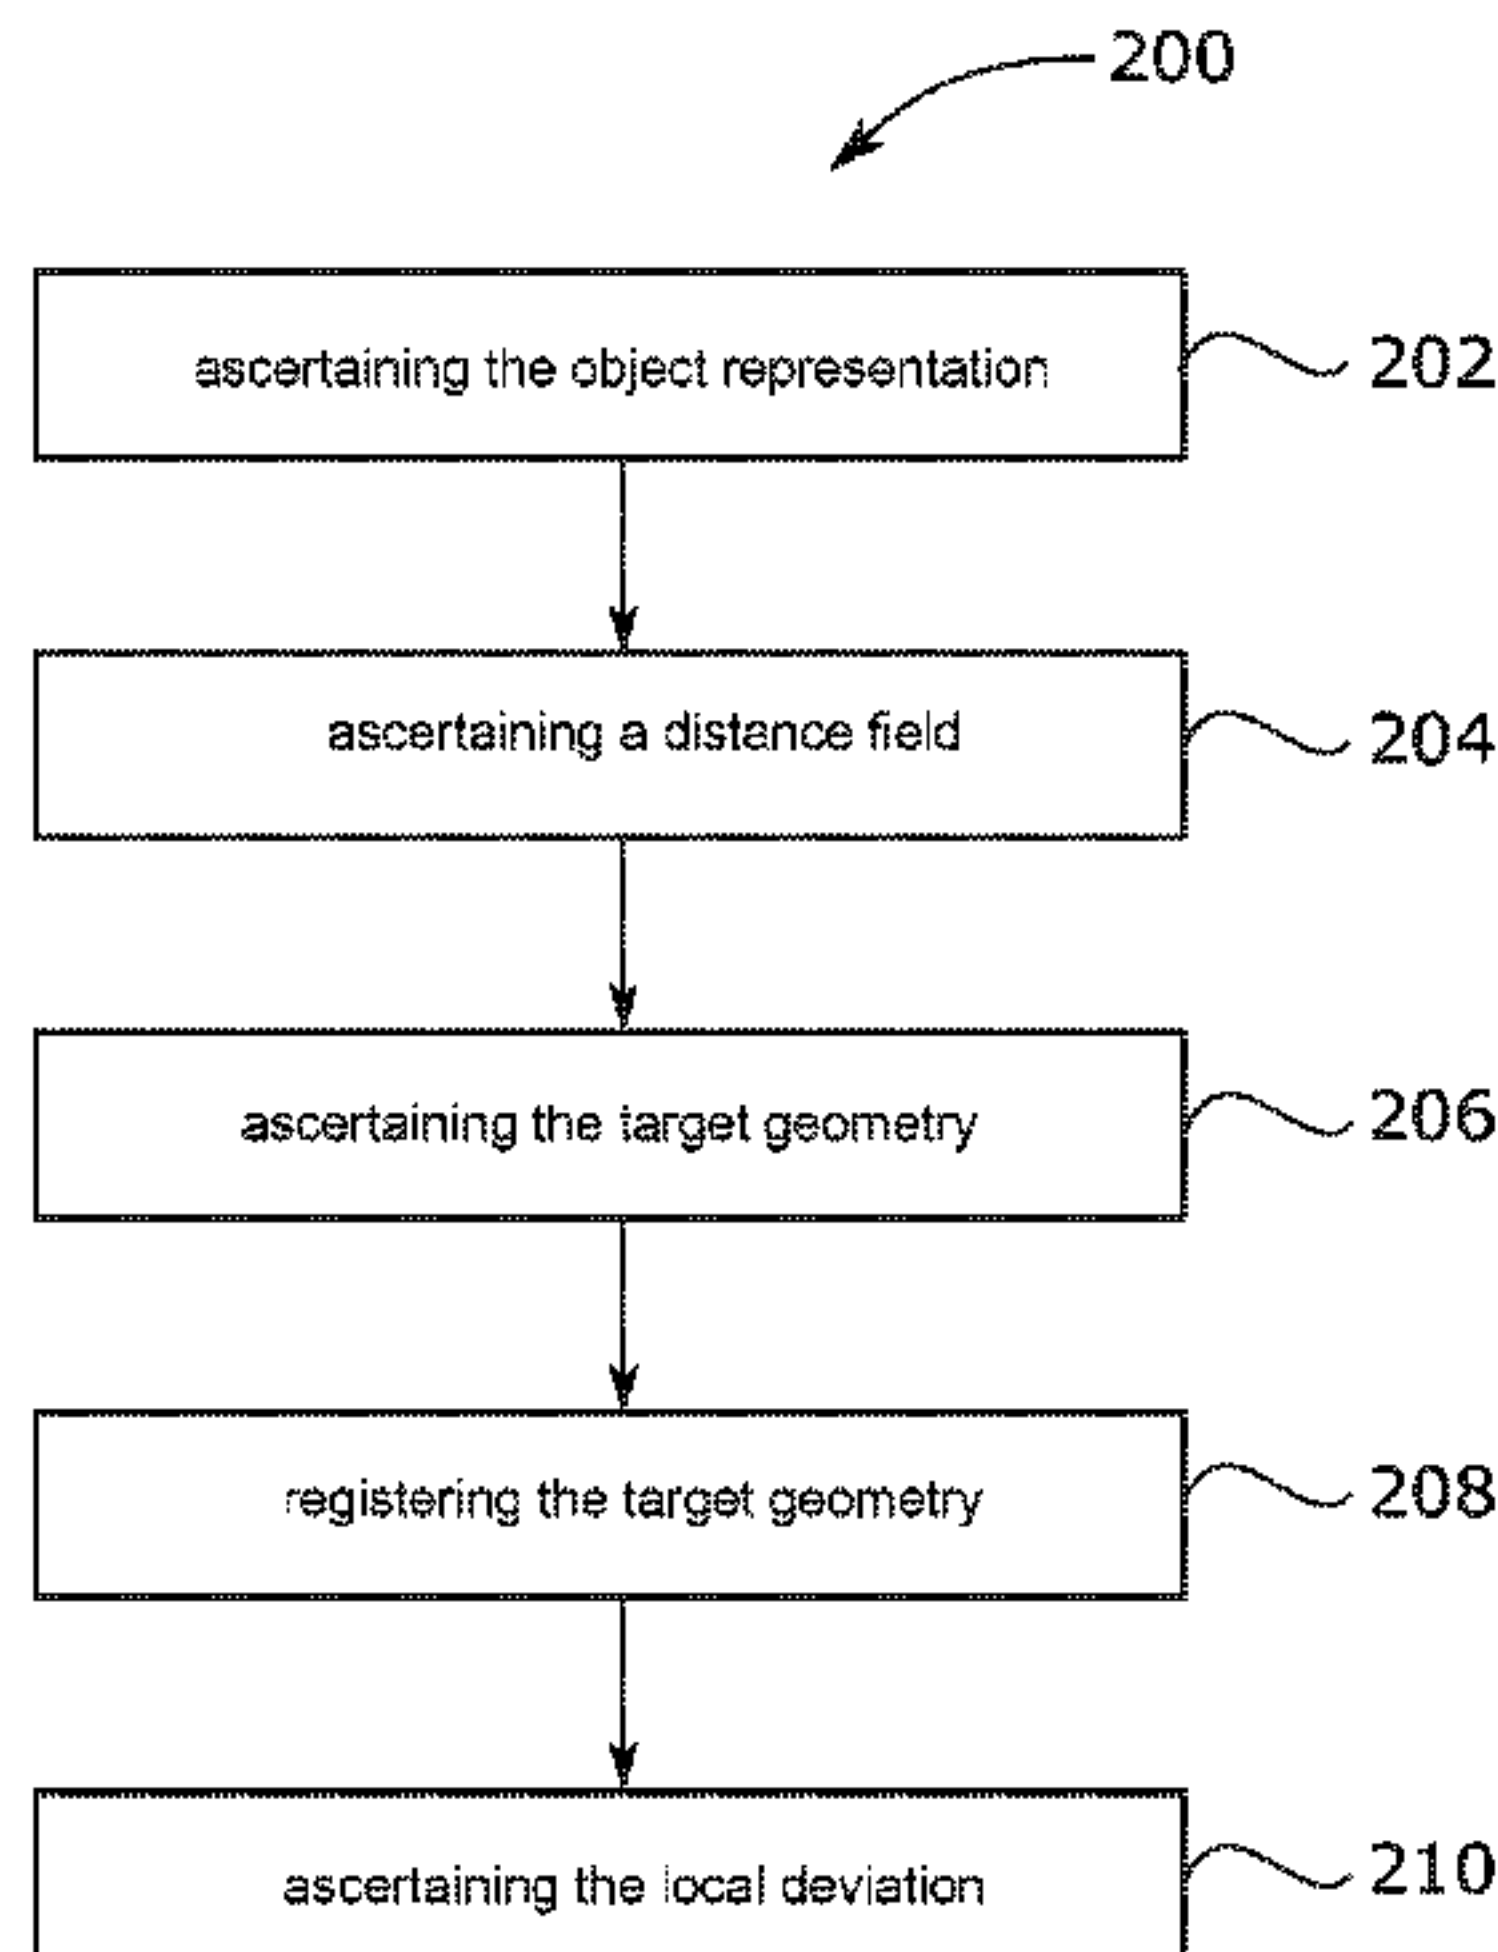 200
ascertaining the object representation
202
ascertaining a distance field
204
ascertaining the target geometry
206
registering the target geometry
208
ascertaining the local deviation
210